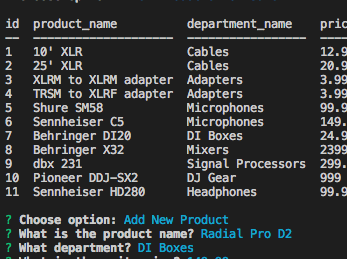 id product_name department_name
1 10' XLR Cables 12.9
2 25' XLR Cables 20.9
3 XLRM to XLRM adapter Adapters 3.99
4 TRSM to XLRF adapter Adapters 3.99
5 Shure SM58 Microphones 99.9
6 Sennheiser C5 Microphones 149.
7 Behringer DI20 DI Boxes 24.9
8 Behringer X32 Mixers 2399
9 dbx 231 Signal Processors 299.
10 Pioneer DDJ-SX2 DJ Gear 999
11 Sennheiser HD280 Headphones 99.9
? Choose option: Add New Product
? What is the product name? Radial Pro D2
? What department? DI Boxes